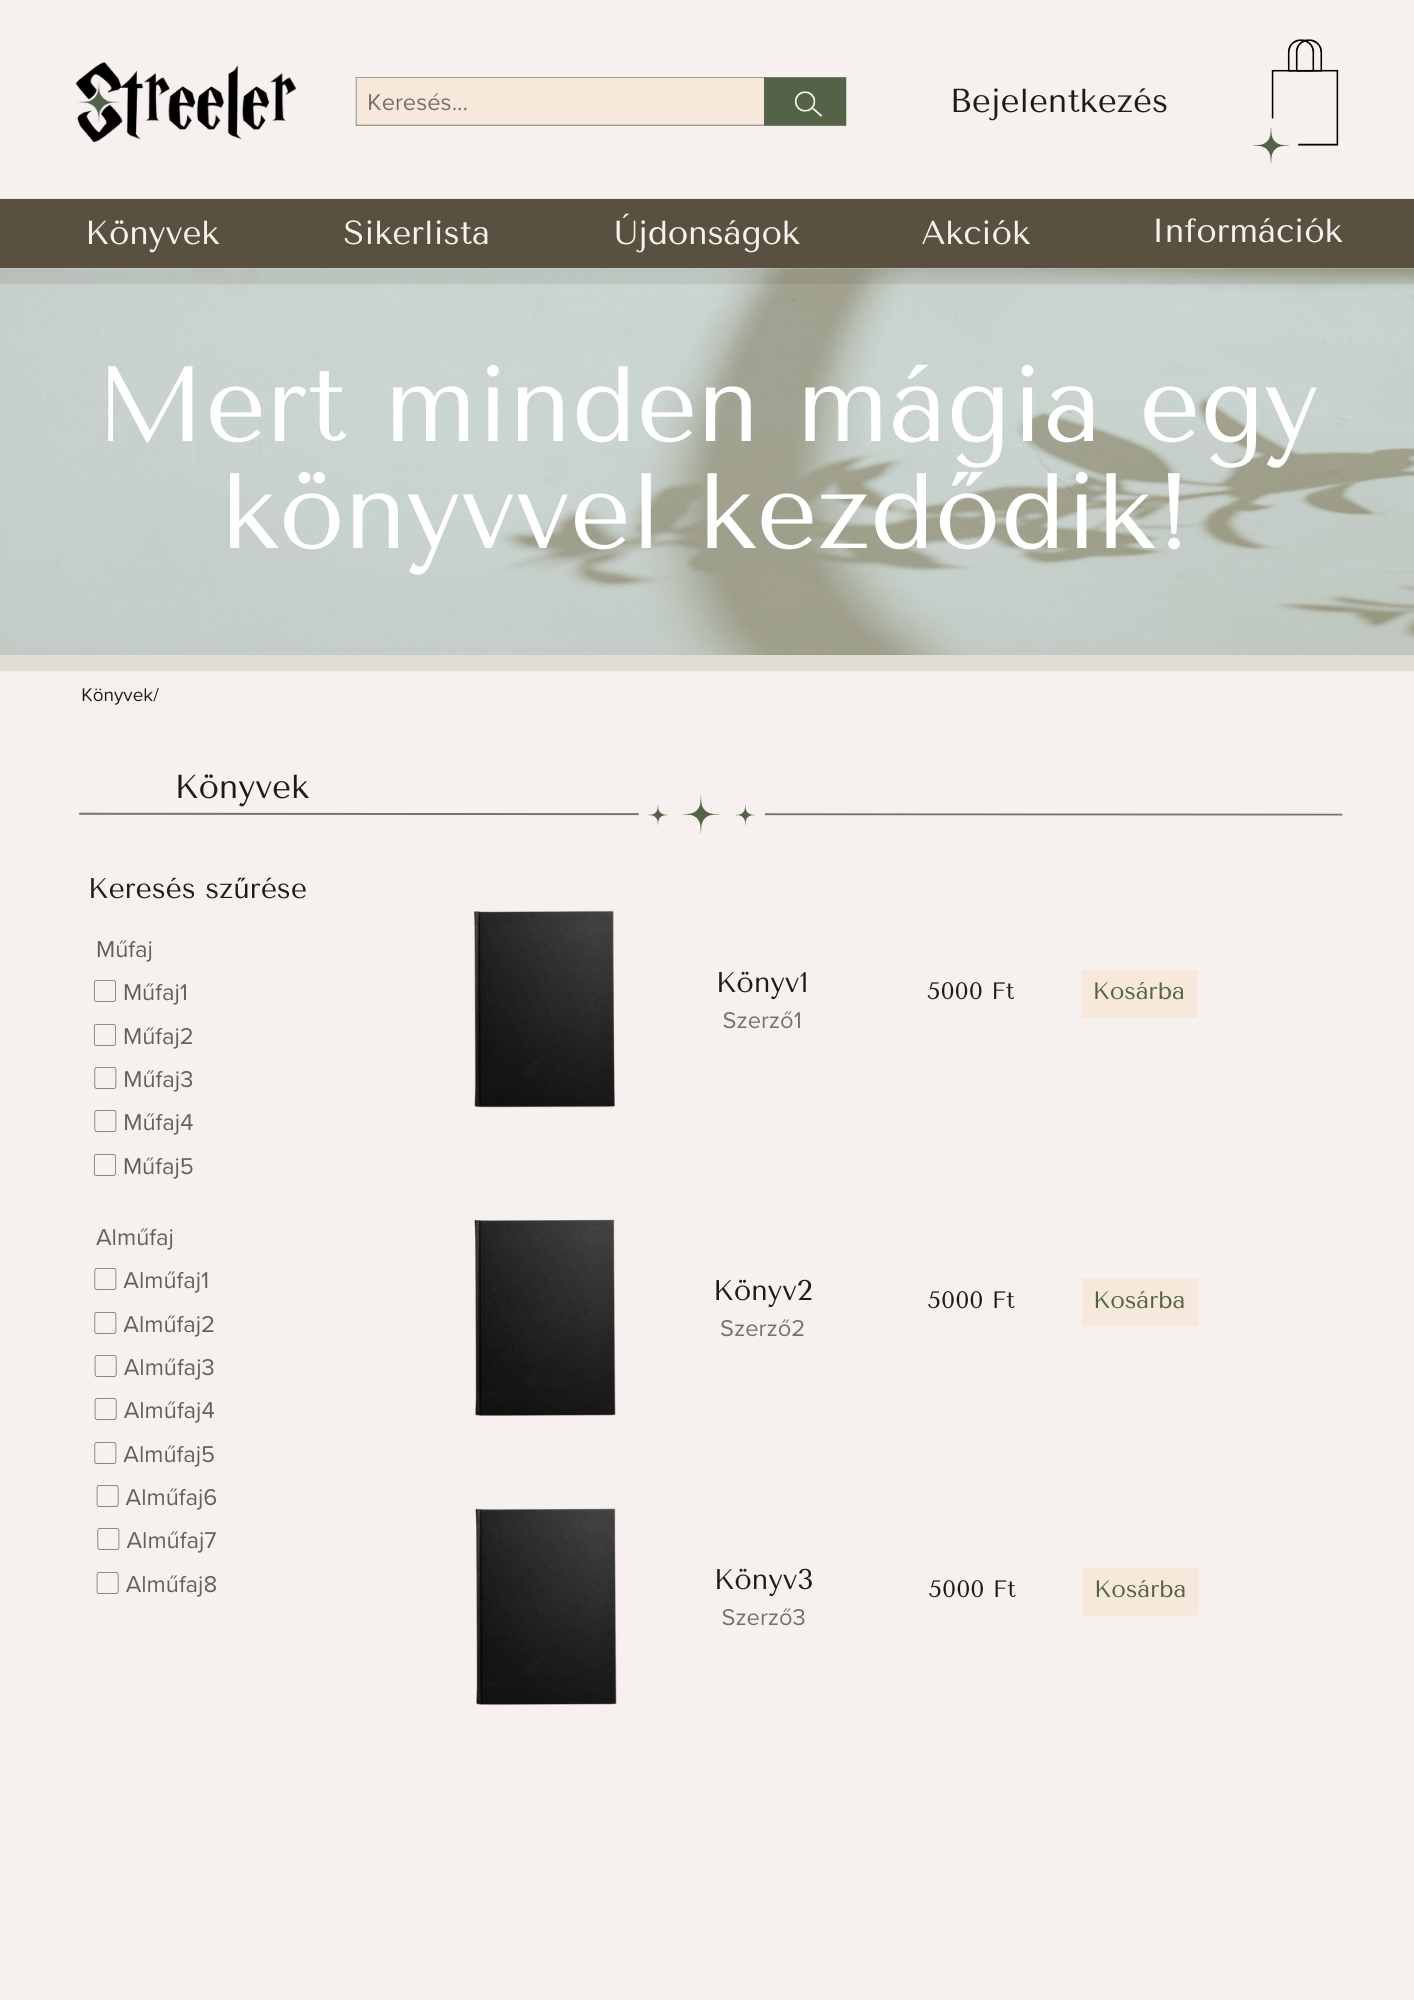 Streeler
Keresés...
Bejelentkezés
Könyvek
Sikerlista
Újdonságok
Akciók
Információk
Mert minden mágia egy
könyvvel kezdődik!
Könyvek/
Könyvek
Keresés szűrése
Műfaj
Műfaj1
Műfaj2
Műfaj3
Műfaj4
Műfaj5
Alműfaj
Alműfaj1
Alműfaj2
Alműfaj3
Alműfaj4
Alműfaj5
Alműfaj6
Alműfaj7
Alműfaj8
Könyv1
Szerző1
5000 Ft
Kosárba
Könyv2
Szerző2
5000 Ft
Kosárba
Könyv3
Szerző3
5000 Ft
Kosárba